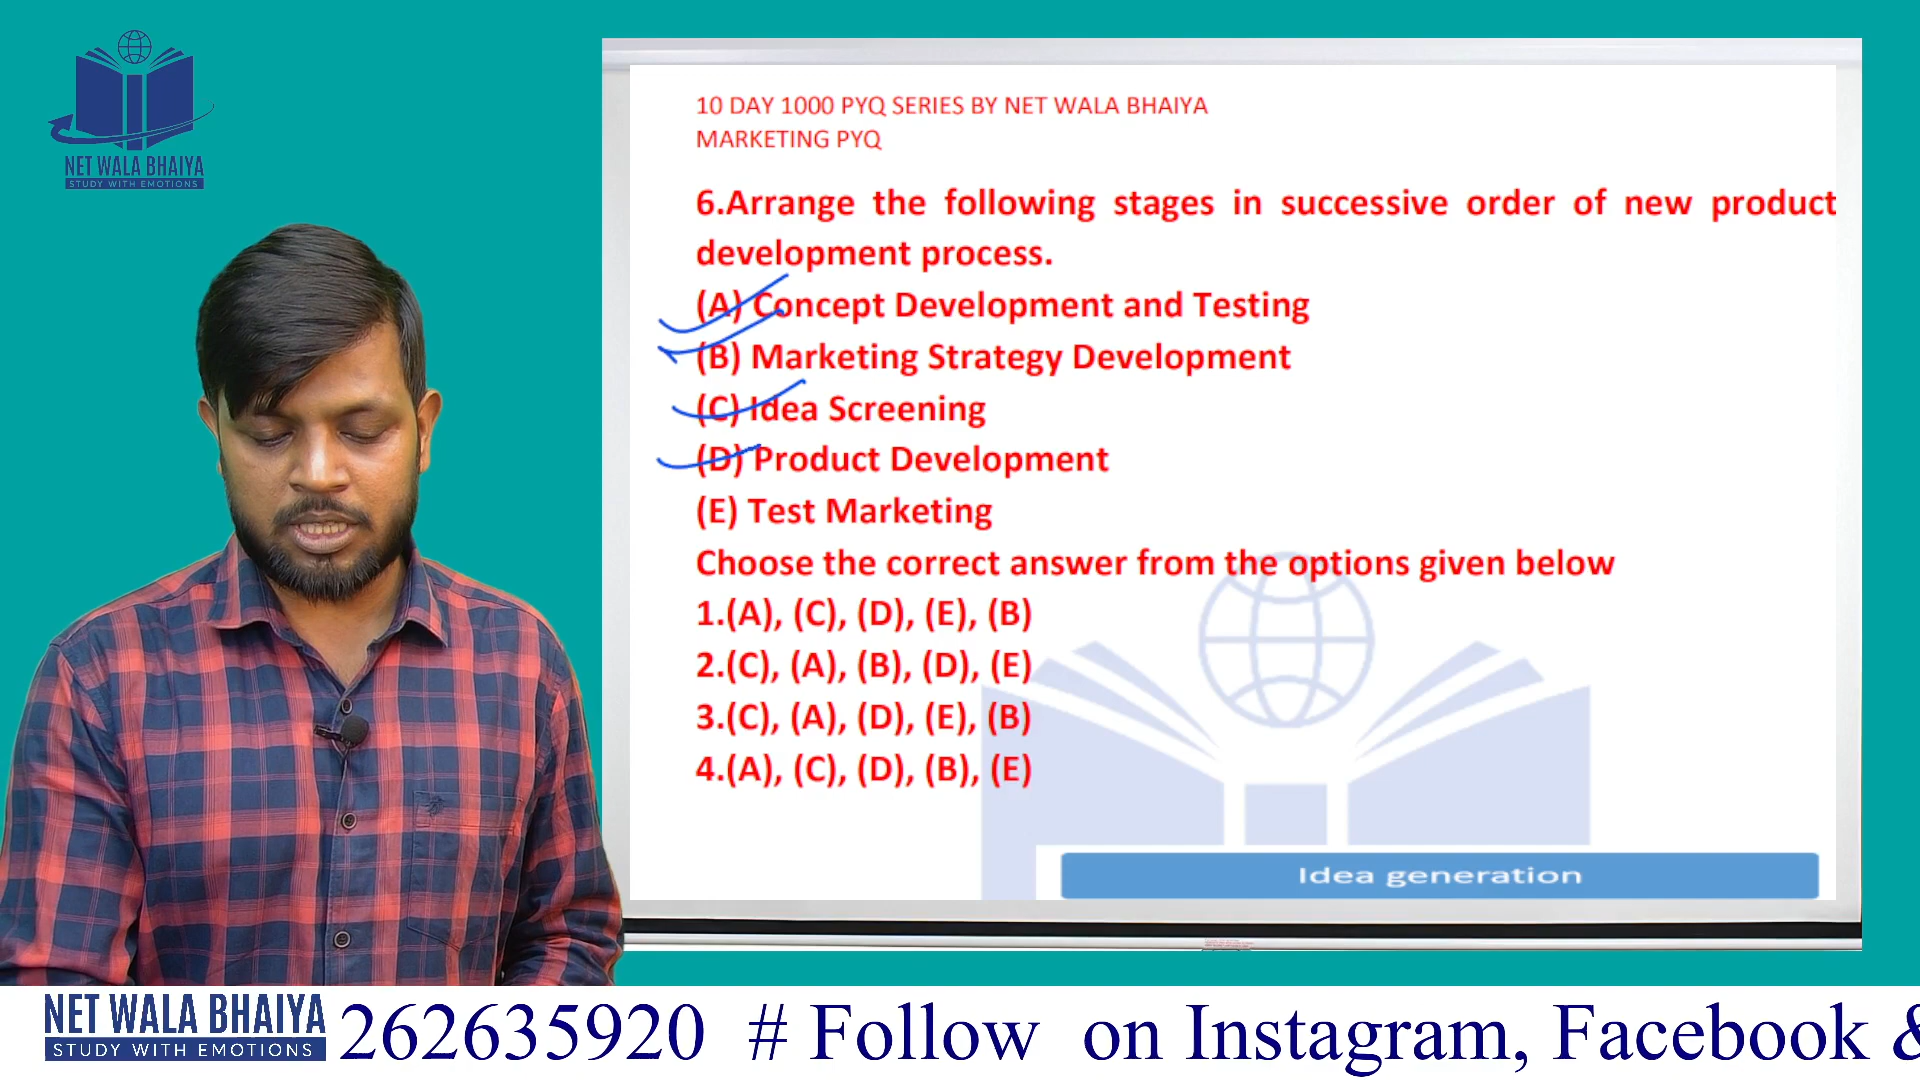 NET WALA BHAIYA
STUDY WITH EMOTIONS
10 DAY 1000 PYQ SERIES BY NET WALA BHAIYA
MARKETING PYQ
6.Arrange the following stages in successive order of new product
development process.
(A) Concept Development and Testing
(B) Marketing Strategy Development
(C) Idea Screening
(D) Product Development
(E) Test Marketing
Choose the correct answer from the options given below
1.(A), (C), (D), (E), (B)
2.(C), (A), (B), (D), (E)
3.(C), (A), (D), (E), (B)
4.(A), (C), (D), (B), (E)
Idea generation
NET WALA BHAIYA
STUDY WITH EMOTIONS
262635920 # Follow on Instagram, Facebook &